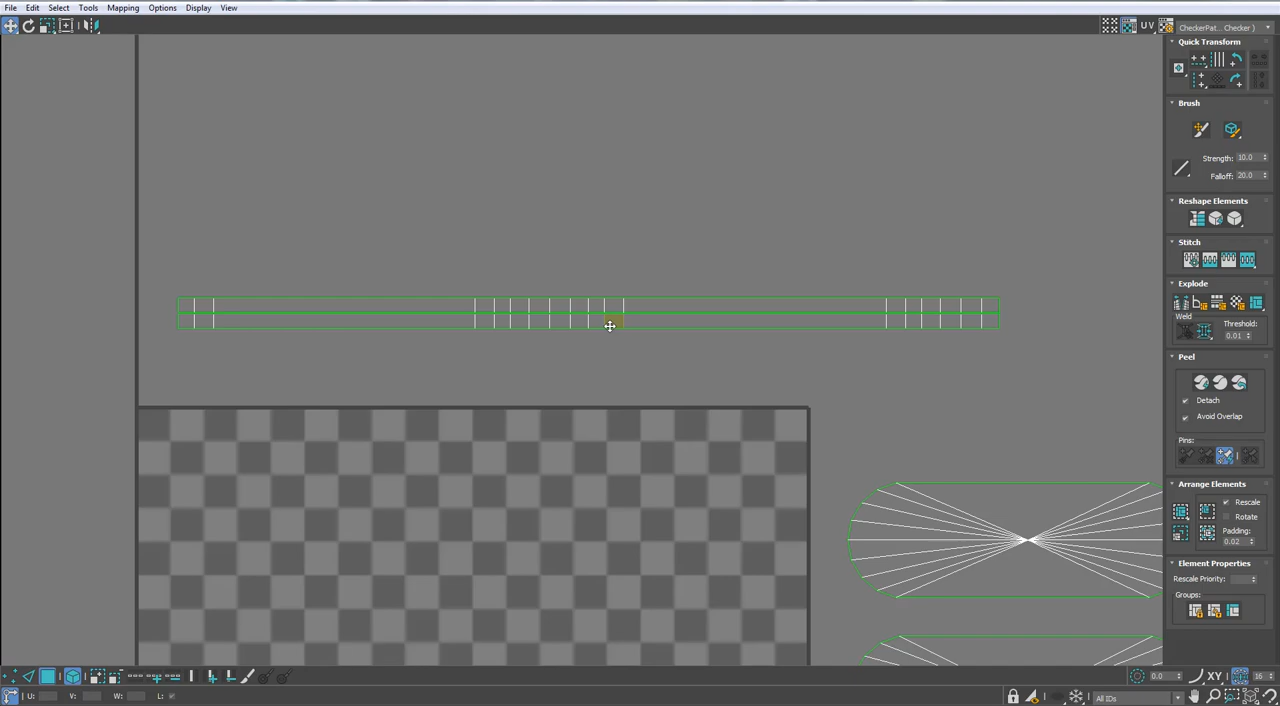 File Edit Select Tools Mapping Options Display View
UV
CheckerPat... Checker )
Quick Transform
Brush
Strength: 10.0
Falloff: 20.0
Reshape Elements
Stitch
Explode
Weld
Threshold:
0.01
Peel
Detach
Avoid Overlap
Pins:
Arrange Elements
Rescale
Rotate
Padding:
0.02
Element Properties
Rescale Priority:
Groups:
0.0
XY
16
U:
V:
W:
L:
All IDs